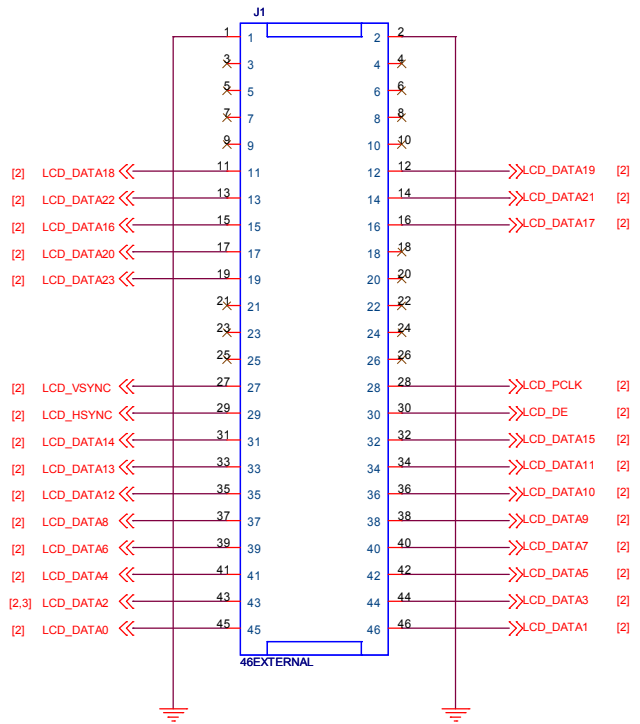 J1
1 1 2 2
3 3 4 4
5 5 6 6
7 7 8 8
9 9 10 10
[2] LCD_DATA18 11 11 12 12 LCD_DATA19 [2]
[2] LCD_DATA22 13 13 14 14 LCD_DATA21 [2]
[2] LCD_DATA16 15 15 16 16 LCD_DATA17 [2]
[2] LCD_DATA20 17 17 18 18
[2] LCD_DATA23 19 19 20 20
21 21 22 22
23 23 24 24
25 25 26 26
[2] LCD_VSYNC 27 27 28 28 LCD_PCLK [2]
[2] LCD_HSYNC 29 29 30 30 LCD_DE [2]
[2] LCD_DATA14 31 31 32 32 LCD_DATA15 [2]
[2] LCD_DATA13 33 33 34 34 LCD_DATA11 [2]
[2] LCD_DATA12 35 35 36 36 LCD_DATA10 [2]
[2] LCD_DATA8 37 37 38 38 LCD_DATA9 [2]
[2] LCD_DATA6 39 39 40 40 LCD_DATA7 [2]
[2] LCD_DATA4 41 41 42 42 LCD_DATA5 [2]
[2,3] LCD_DATA2 43 43 44 44 LCD_DATA3 [2]
[2] LCD_DATA0 45 45 46 46 LCD_DATA1 [2]
46EXTERNAL